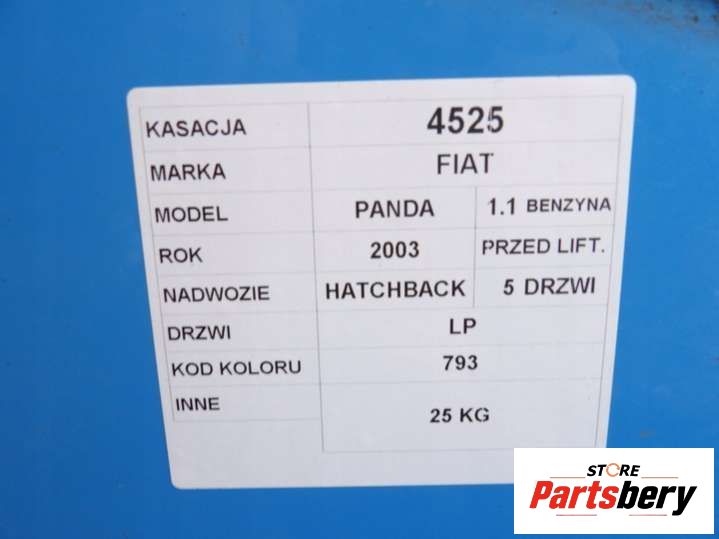 KASACJA 4525
MARKA FIAT
MODEL PANDA 1.1 BENZYNA
ROK 2003 PRZED LIFT.
NADWOZIE HATCHBACK 5 DRZWI
DRZWI LP
KOD KOLORU 793
INNE 25 KG
STORE
Partsbery